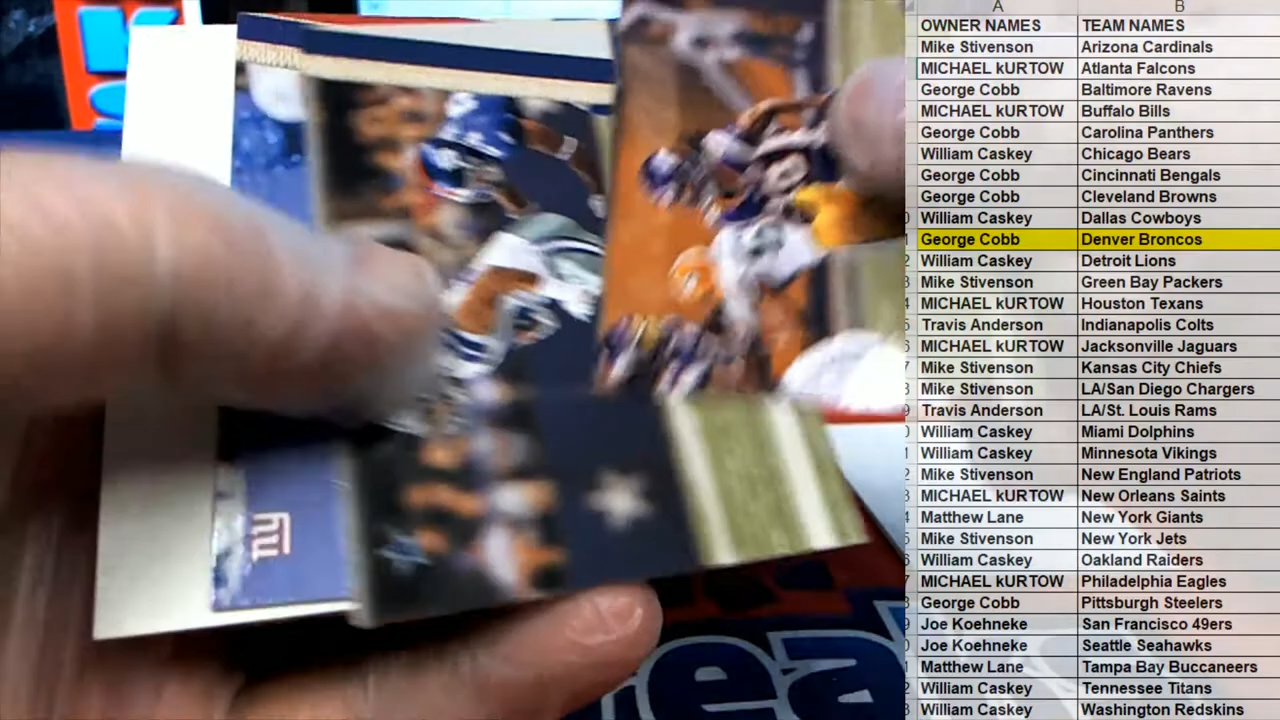 A B
OWNER NAMES TEAM NAMES
Mike Stivenson Arizona Cardinals
MICHAEL kURTOW Atlanta Falcons
George Cobb Baltimore Ravens
MICHAEL kURTOW Buffalo Bills
George Cobb Carolina Panthers
William Caskey Chicago Bears
George Cobb Cincinnati Bengals
George Cobb Cleveland Browns
William Caskey Dallas Cowboys
George Cobb Denver Broncos
William Caskey Detroit Lions
Mike Stivenson Green Bay Packers
MICHAEL kURTOW Houston Texans
Travis Anderson Indianapolis Colts
MICHAEL kURTOW Jacksonville Jaguars
Mike Stivenson Kansas City Chiefs
Mike Stivenson LA/San Diego Chargers
Travis Anderson LA/St. Louis Rams
William Caskey Miami Dolphins
William Caskey Minnesota Vikings
Mike Stivenson New England Patriots
MICHAEL kURTOW New Orleans Saints
Matthew Lane New York Giants
Mike Stivenson New York Jets
William Caskey Oakland Raiders
MICHAEL kURTOW Philadelphia Eagles
George Cobb Pittsburgh Steelers
Joe Koehneke San Francisco 49ers
Joe Koehneke Seattle Seahawks
Matthew Lane Tampa Bay Buccaneers
William Caskey Tennessee Titans
William Caskey Washington Redskins
ny